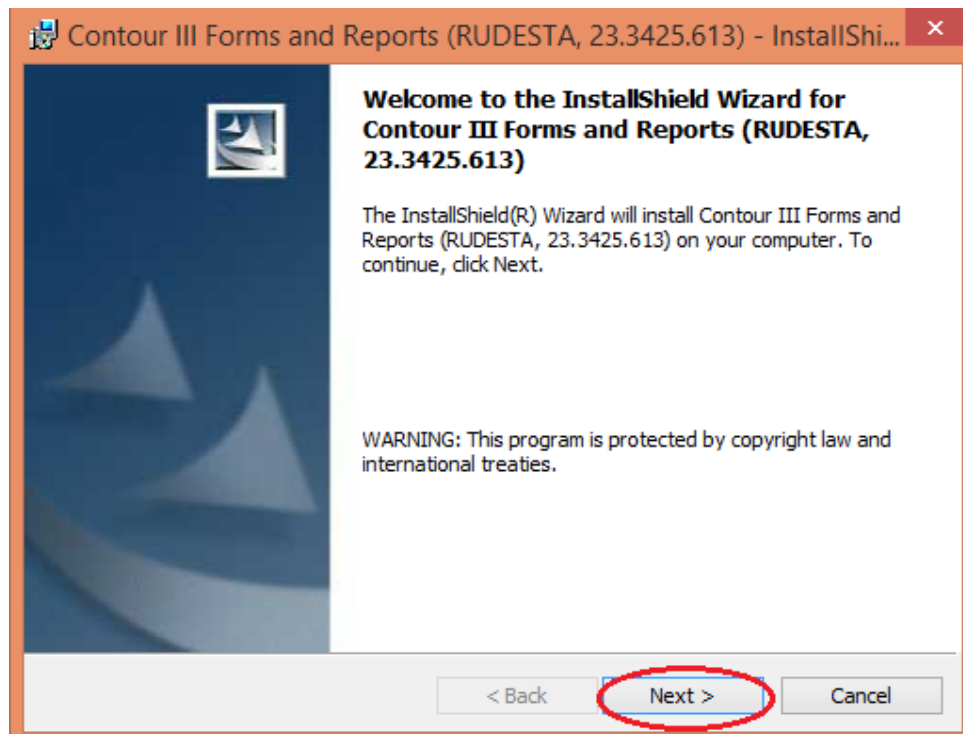 Contour III Forms and Reports (RUDESTA, 23.3425.613) - InstallShi...
Welcome to the InstallShield Wizard for
Contour III Forms and Reports (RUDESTA,
23.3425.613)
The InstallShield(R) Wizard will install Contour III Forms and
Reports (RUDESTA, 23.3425.613) on your computer. To
continue, click Next.
WARNING: This program is protected by copyright law and
international treaties.
< Back Next > Cancel